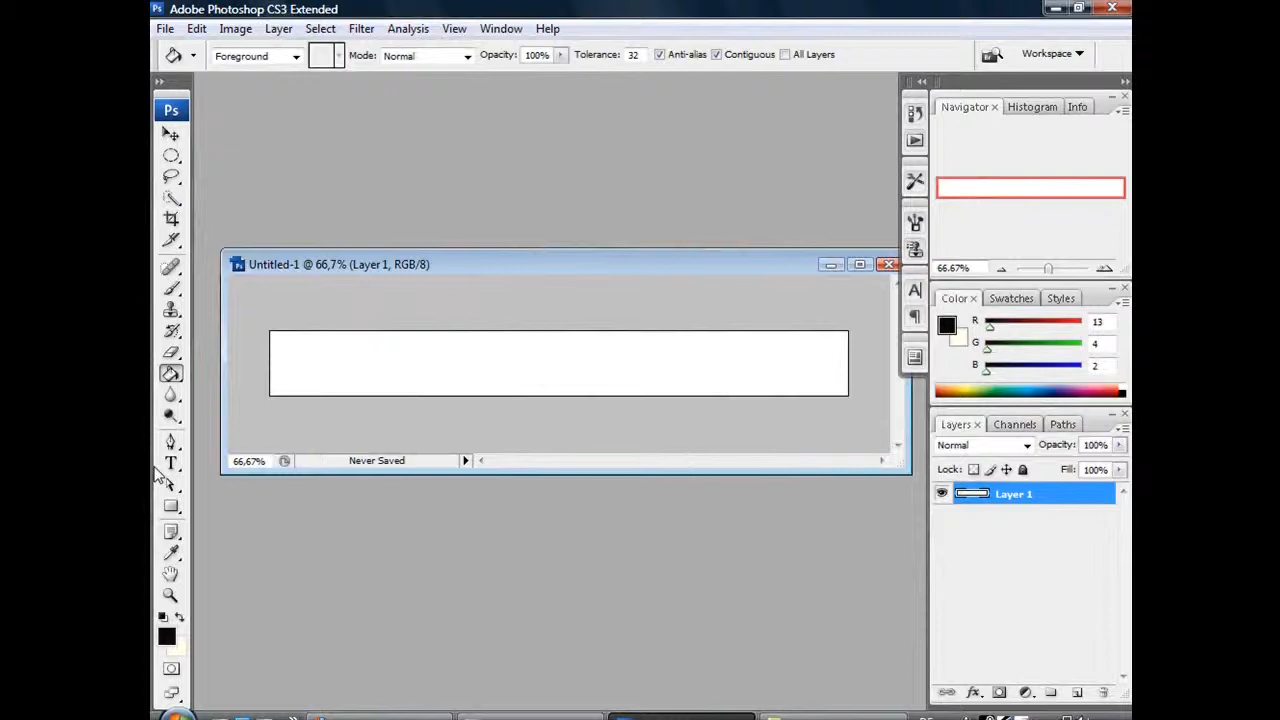 Adobe Photoshop CS3 Extended
File Edit Image Layer Select Filter Analysis View Window Help
Foreground Mode: Normal Opacity: 100% Tolerance: 32 Anti-alias Contiguous All Layers Workspace
Ps
Navigator Histogram Info
66.67%
Untitled-1 @ 66,7% (Layer 1, RGB/8)
Color Swatches Styles
R 13
G 4
B 2
66,67% Never Saved
Layers Channels Paths
Normal Opacity: 100%
Lock: Fill: 100%
Layer 1